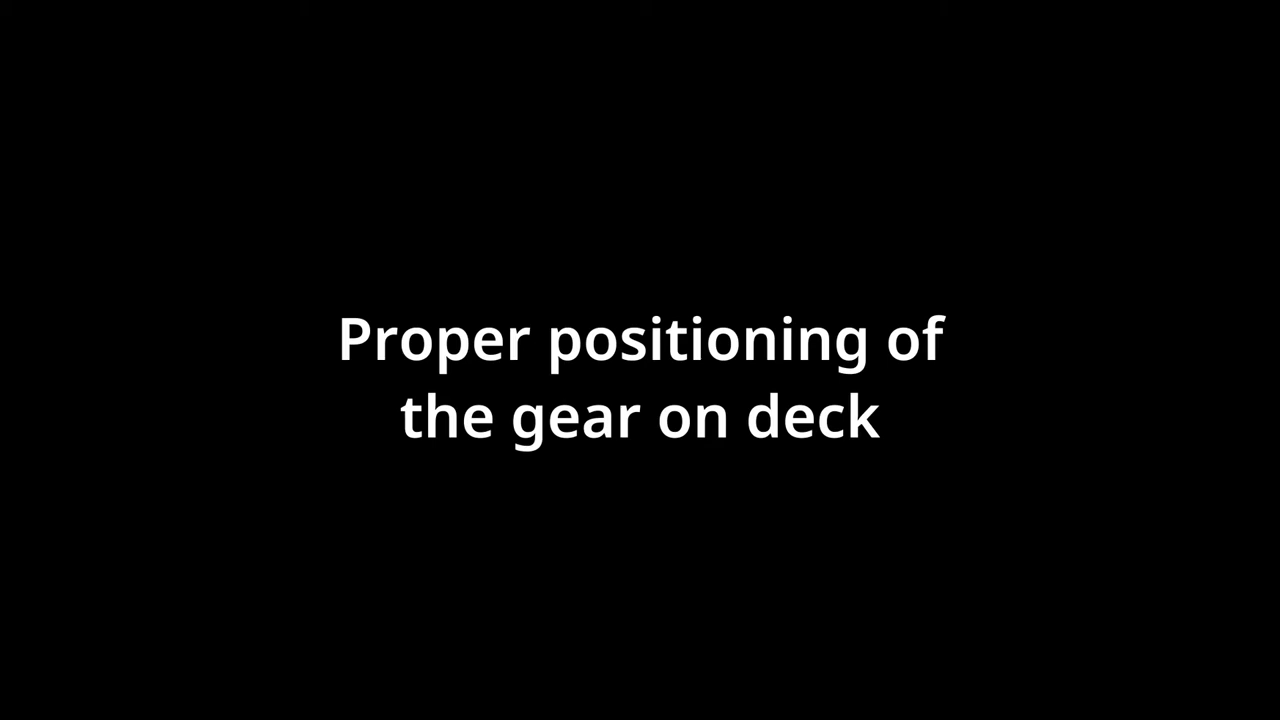 Proper positioning of
the gear on deck